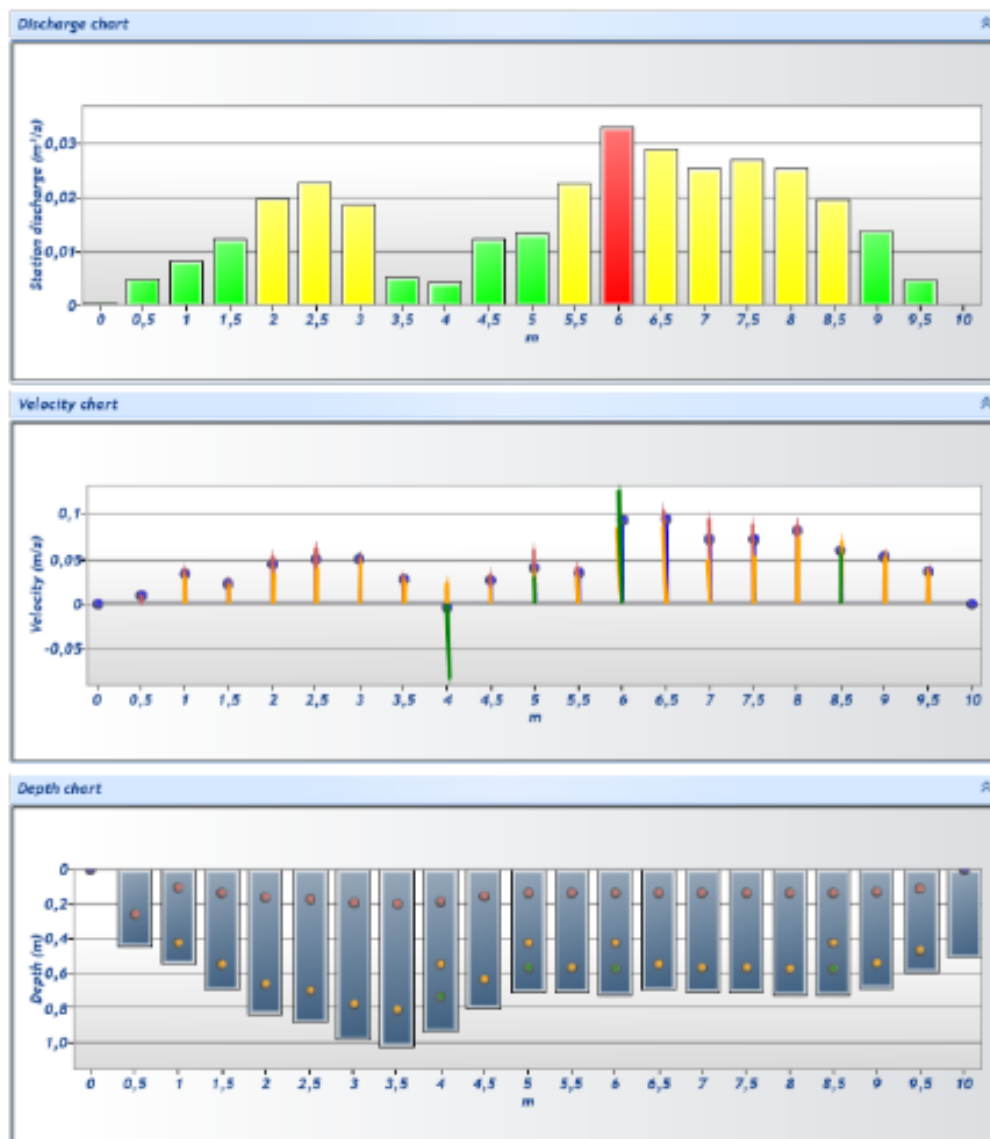 Discharge chart
Station discharge (m³/s)
0,03
0,02
0,01
0
0 0,5 1 1,5 2 2,5 3 3,5 4 4,5 5 5,5 6 6,5 7 7,5 8 8,5 9 9,5 10
m
Velocity chart
Velocity (m/s)
0,1
0,05
0
-0,05
0 0,5 1 1,5 2 2,5 3 3,5 4 4,5 5 5,5 6 6,5 7 7,5 8 8,5 9 9,5 10
m
Depth chart
Depth (m)
0
0,2
0,4
0,6
0,8
1,0
0 0,5 1 1,5 2 2,5 3 3,5 4 4,5 5 5,5 6 6,5 7 7,5 8 8,5 9 9,5 10
m